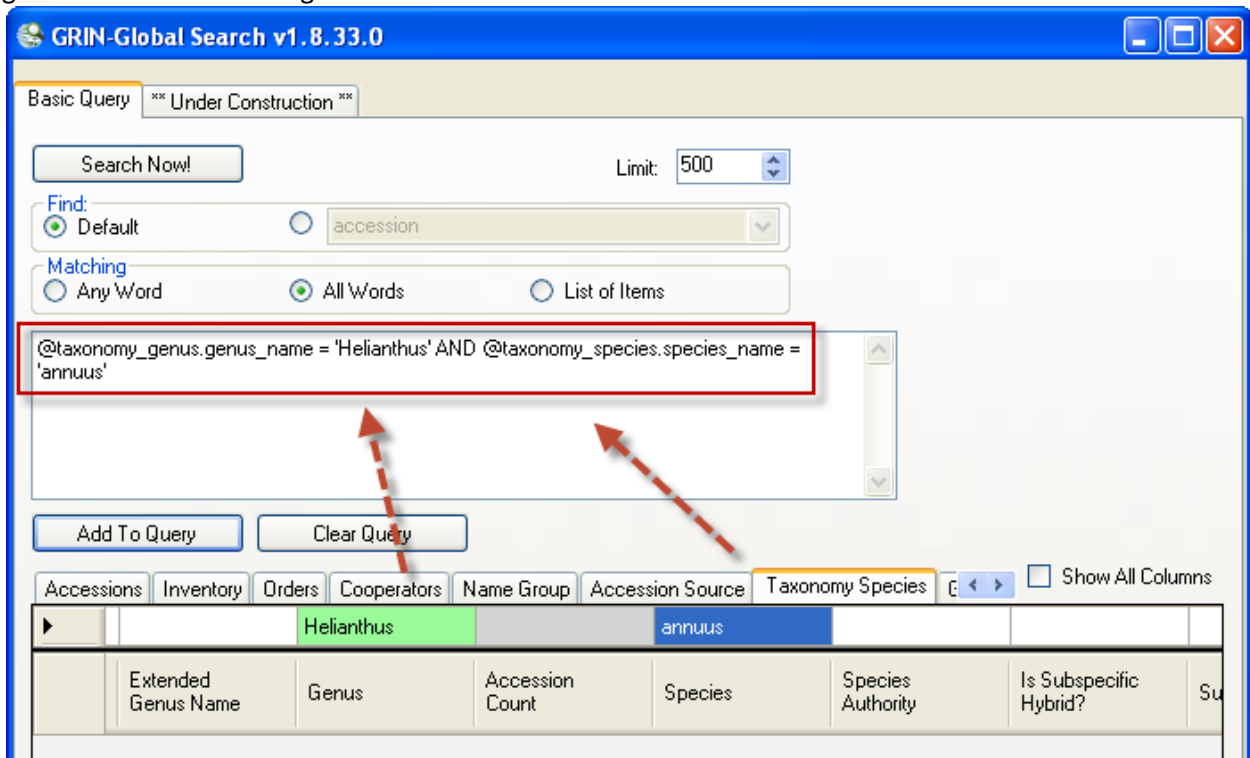 GRIN-Global Search v1.8.33.0
Basic Query ** Under Construction **
Search Now! Limit: 500
Find:
Default accession
Matching
Any Word All Words List of Items
@taxonomy_genus.genus_name = 'Helianthus' AND @taxonomy_species.species_name =
'annuus'
Add To Query Clear Query
Accessions Inventory Orders Cooperators Name Group Accession Source Taxonomy Species Show All Columns
Helianthus annuus
Extended Genus Name Genus Accession Count Species Species Authority Is Subspecific Hybrid? Su